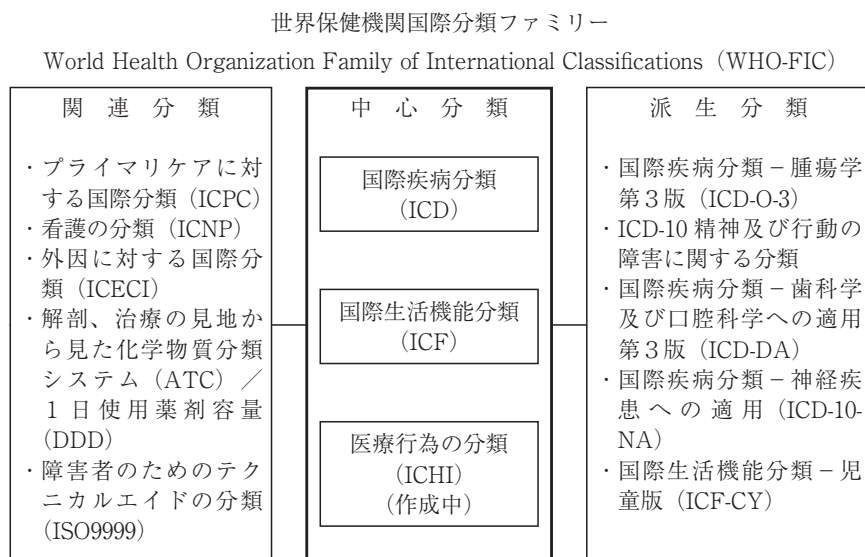 世界保健機関国際分類ファミリー
World Health Organization Family of International Classifications（WHO-FIC）
関連分類
・プライマリケアに対
する国際分類（ICPC）
・看護の分類（ICNP）
・外因に対する国際分
類（ICECI）
・解剖、治療の見地か
ら見た化学物質分類
システム（ATC）／
１日使用薬剤容量
（DDD）
・障害者のためのテク
ニカルエイドの分類
（ISO9999）
中心分類
国際疾病分類
（ICD）
国際生活機能分類
（ICF）
医療行為の分類
（ICHI）
（作成中）
派生分類
・国際疾病分類－腫瘍学
第３版（ICD-O-3）
・ICD-10 精神及び行動の
障害に関する分類
・国際疾病分類－歯科学
及び口腔科学への適用
第３版（ICD-DA）
・国際疾病分類－神経疾
患への適用（ICD-10-
NA）
・国際生活機能分類－児
童版（ICF-CY）